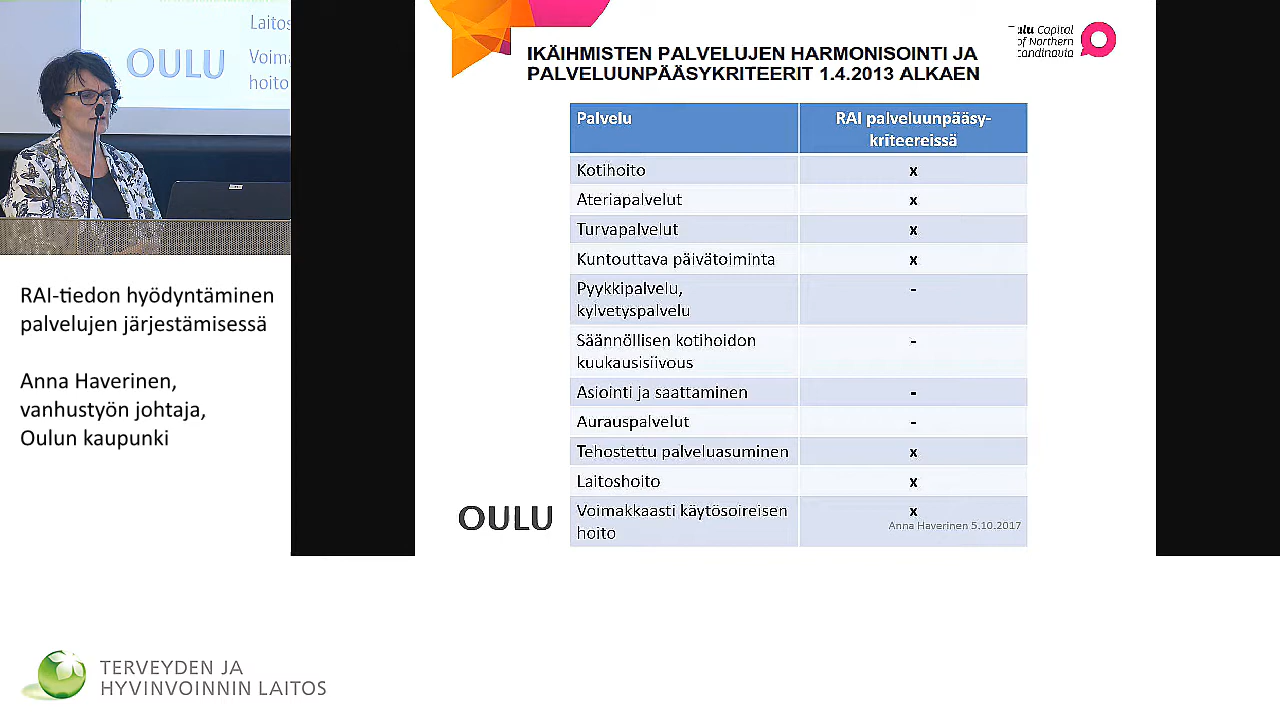 Laitos
OULU
Voima
hoito
RAI-tiedon hyödyntäminen
palvelujen järjestämisessä
Anna Haverinen,
vanhustyön johtaja,
Oulun kaupunki
IKÄIHMISTEN PALVELUJEN HARMONISOINTI JA
PALVELUUNPÄÄSYKRITEERIT 1.4.2013 ALKAEN
Capital
of Northern
Palvelu
RAI palveluunpääsy-
kriteereissä
Kotihoito x
Ateriapalvelut x
Turvapalvelut x
Kuntouttava päivätoiminta x
Pyykkipalvelu, -
kylvetyspalvelu
Säännöllisen kotihoidon -
kuukausisiivous
Asiointi ja saattaminen -
Aurauspalvelut -
Tehostettu palveluasuminen x
Laitoshoito x
Voimakkaasti käytösoireisen x
hoito
Anna Haverinen 5.10.2017
OULU
TERVEYDEN JA
HYVINVOINNIN LAITOS